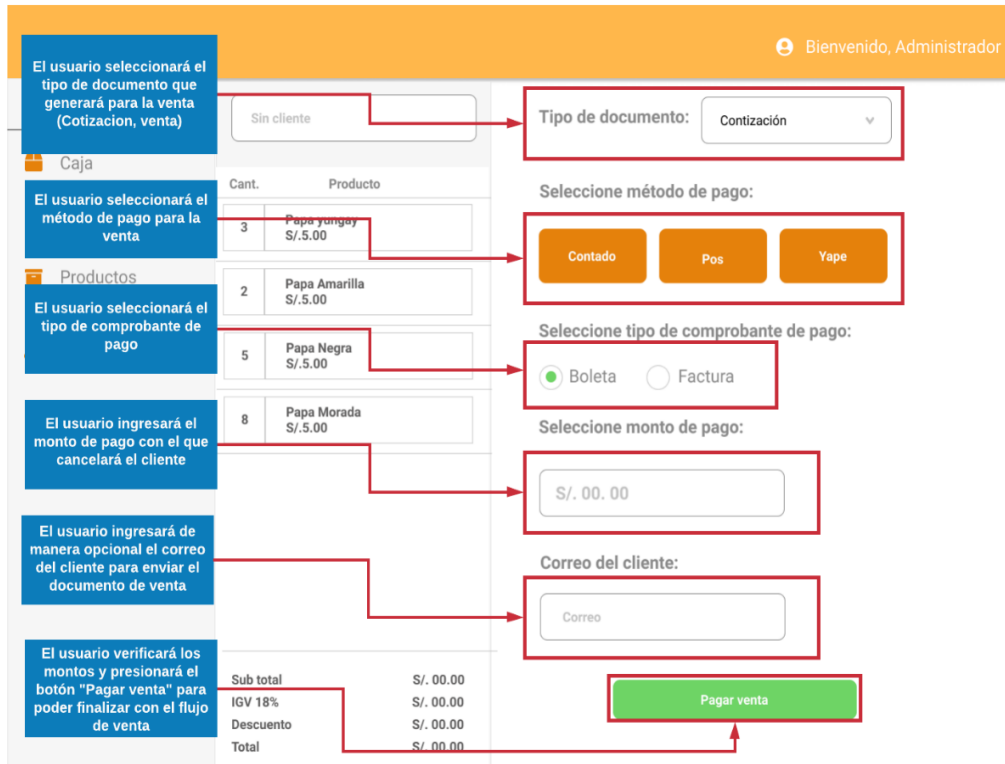 Bienvenido, Administrador
El usuario seleccionará el
tipo de documento que
generará para la venta
(Cotizacion, venta)
Sin cliente
Tipo de documento:
Contización
Caja
El usuario seleccionará el
método de pago para la
venta
Cant.
Producto
3
Papa yungay
S/.5.00
Seleccione método de pago:
Contado
Pos
Yape
Productos
El usuario seleccionará el
tipo de comprobante de
pago
2
Papa Amarilla
S/.5.00
5
Papa Negra
S/.5.00
Seleccione tipo de comprobante de pago:
Boleta
Factura
El usuario ingresará el
monto de pago con el que
cancelará el cliente
8
Papa Morada
S/.5.00
Seleccione monto de pago:
S/. 00. 00
El usuario ingresará de
manera opcional el correo
del cliente para enviar el
documento de venta
Correo del cliente:
Correo
El usuario verificará los
montos y presionará el
botón "Pagar venta" para
poder finalizar con el flujo
de venta
Sub total S/. 00.00
IGV 18% S/. 00.00
Descuento S/. 00.00
Total S/. 00.00
Pagar venta